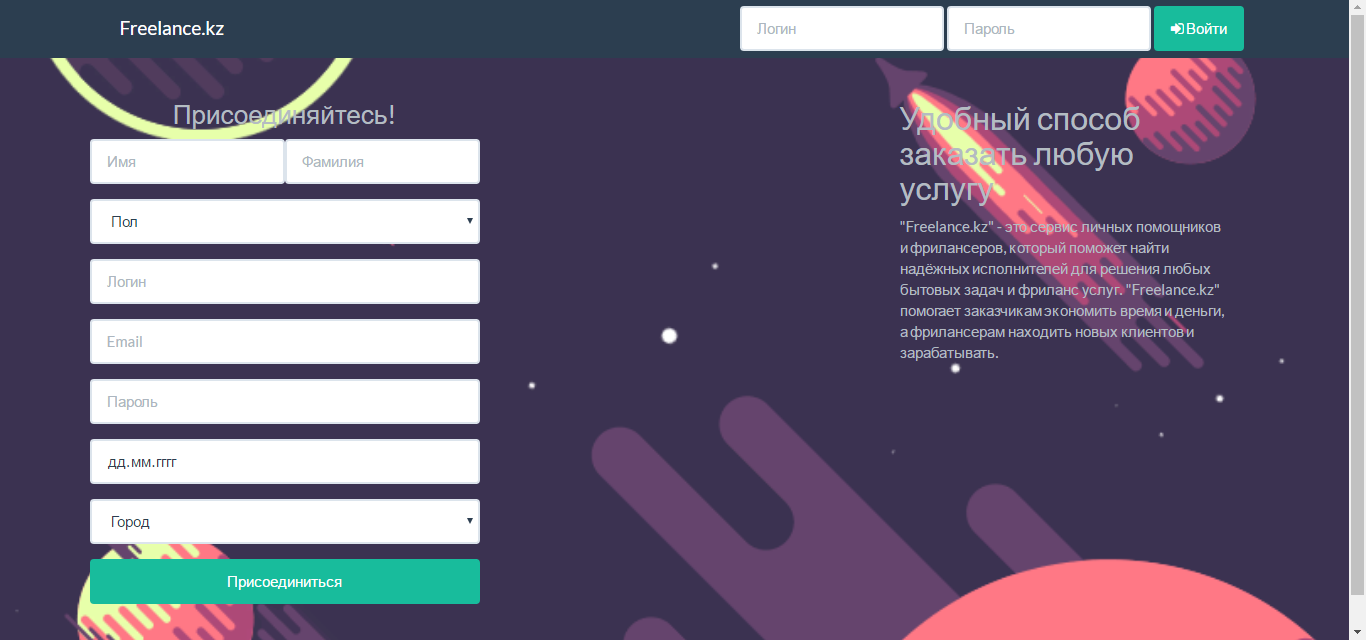 Freelance.kz
Логин
Пароль
Войти
Присоединяйтесь!
Имя
Фамилия
Пол
Логин
Email
Пароль
дд.мм.гггг
Город
Присоединиться
Удобный способ
заказать любую
услугу
"Freelance.kz" - это сервис личных помощников
и фрилансеров, который поможет найти
надёжных исполнителей для решения любых
бытовых задач и фриланс услуг. "Freelance.kz"
помогает заказчикам экономить время и деньги,
а фрилансерам находить новых клиентов и
зарабатывать.